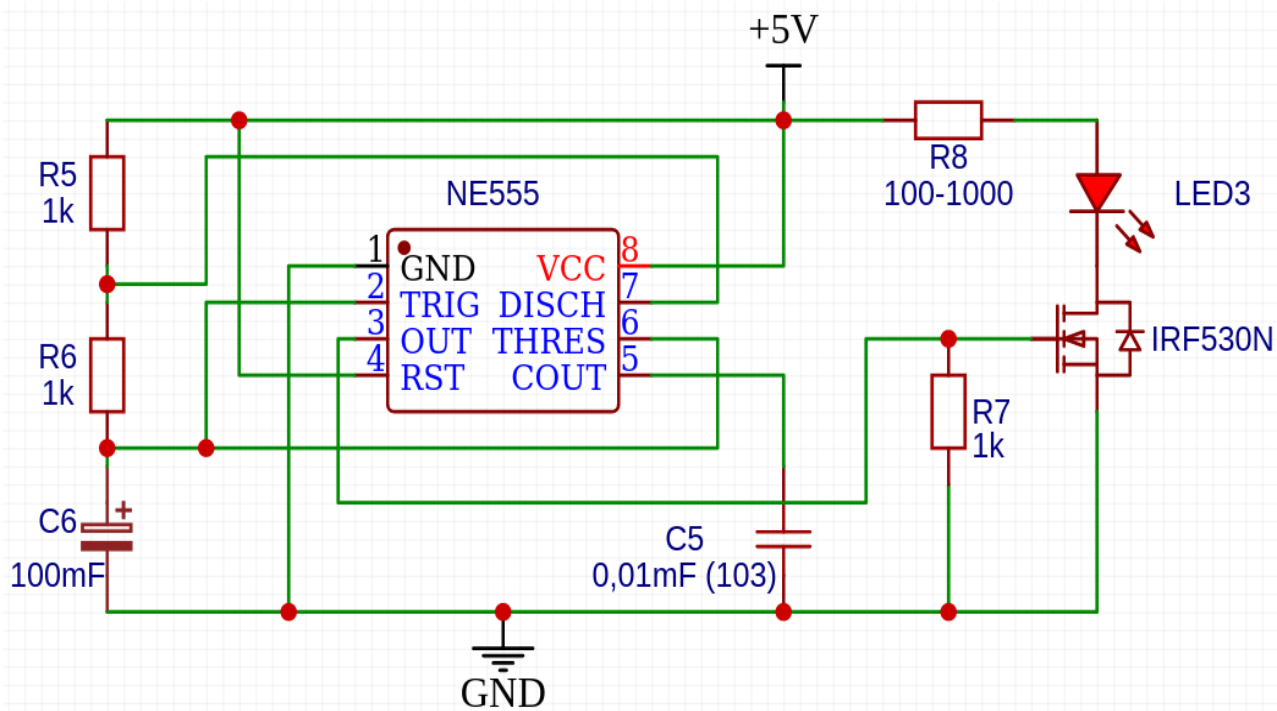 +5V
R5
1k
NE555
R8
100-1000
LED3
1
GND
VCC
8
2
TRIG
DISCH
7
3
OUT
THRES
6
4
RST
COUT
5
R6
1k
IRF530N
R7
1k
C6
+
100mF
C5
0,01mF (103)
GND